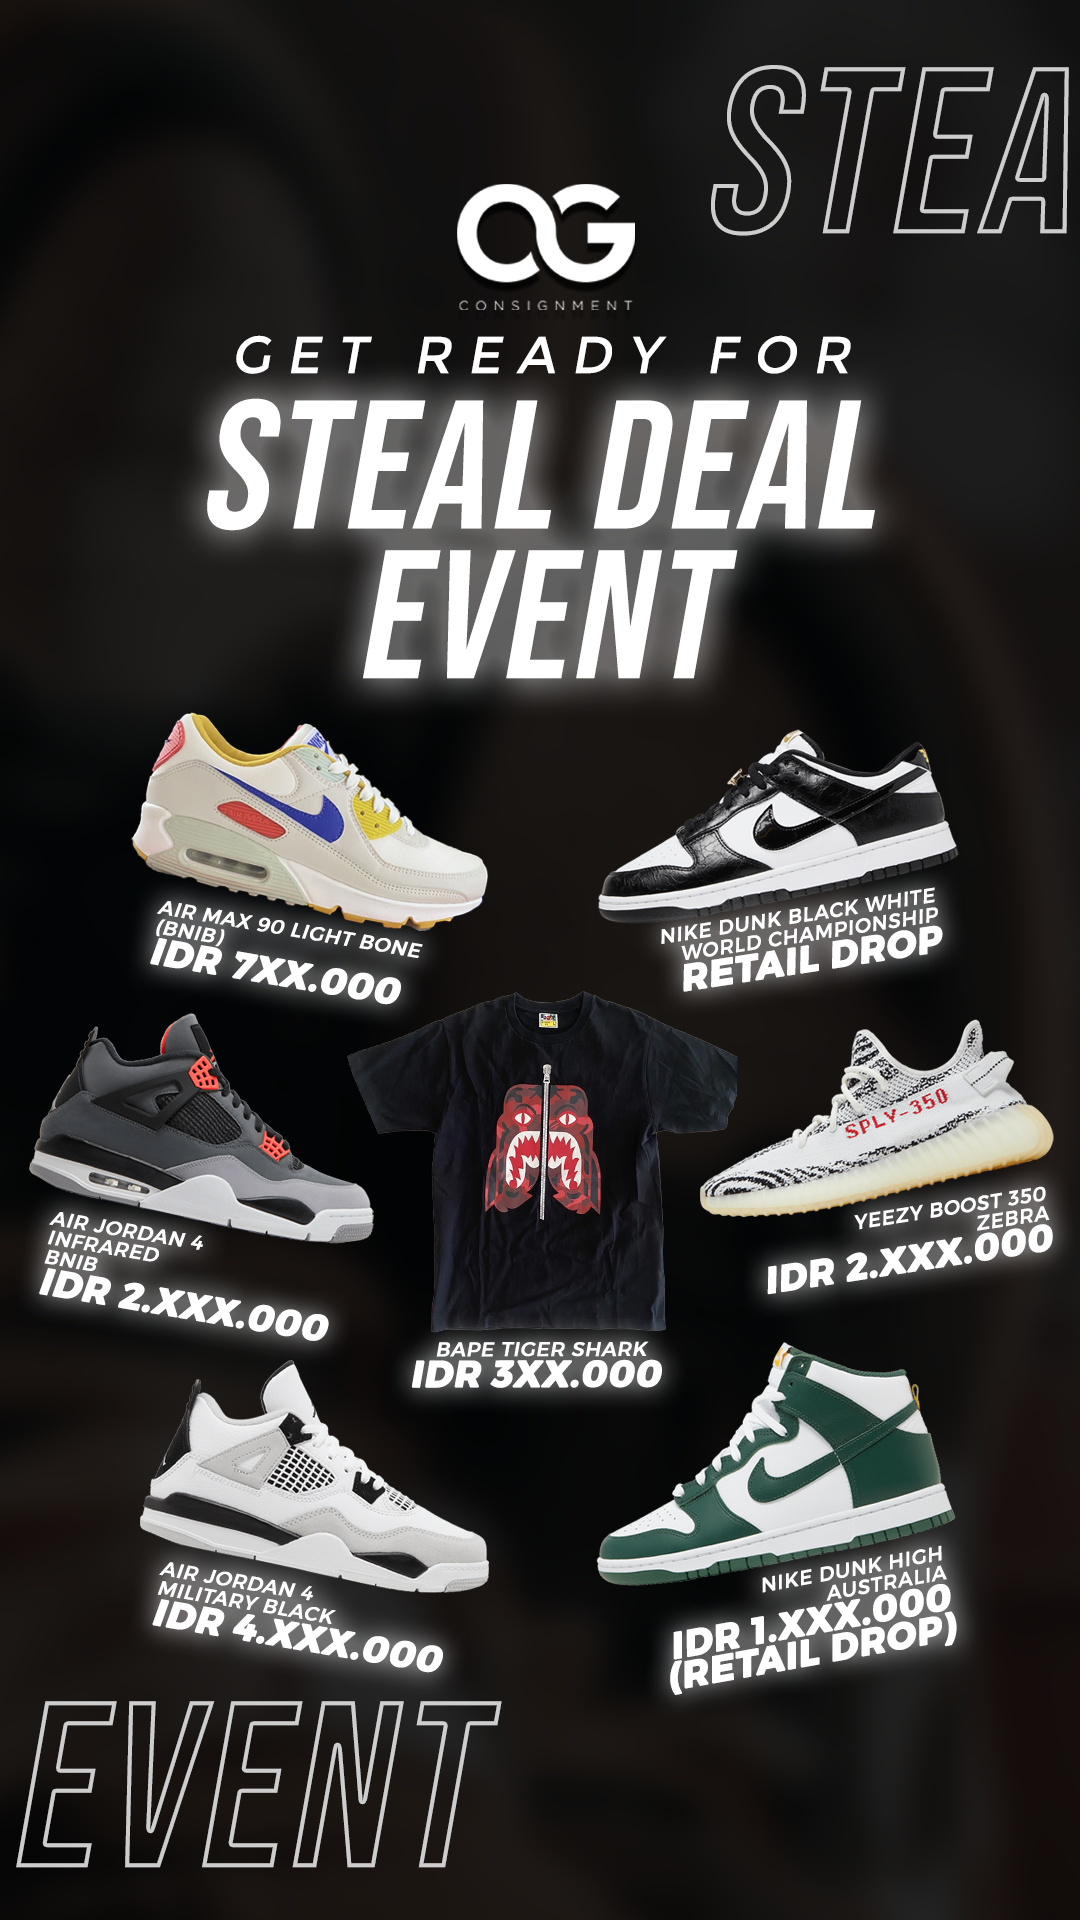 STEA
OG
CONSIGNMENT
GET READY FOR
STEAL DEAL
EVENT
AIR MAX 90 LIGHT BONE
(BNIB)
IDR 7XX.000
NIKE DUNK BLACK WHITE
WORLD CHAMPIONSHIP
RETAIL DROP
AIR JORDAN 4
INFRARED
BNIB
IDR 2.XXX.000
BAPE TIGER SHARK
IDR 3XX.000
SPLY-350
YEEZY BOOST 350
ZEBRA
IDR 2.XXX.000
AIR JORDAN 4
MILITARY BLACK
IDR 4.XXX.000
NIKE DUNK HIGH
AUSTRALIA
IDR 1.XXX.000
(RETAIL DROP)
EVENT